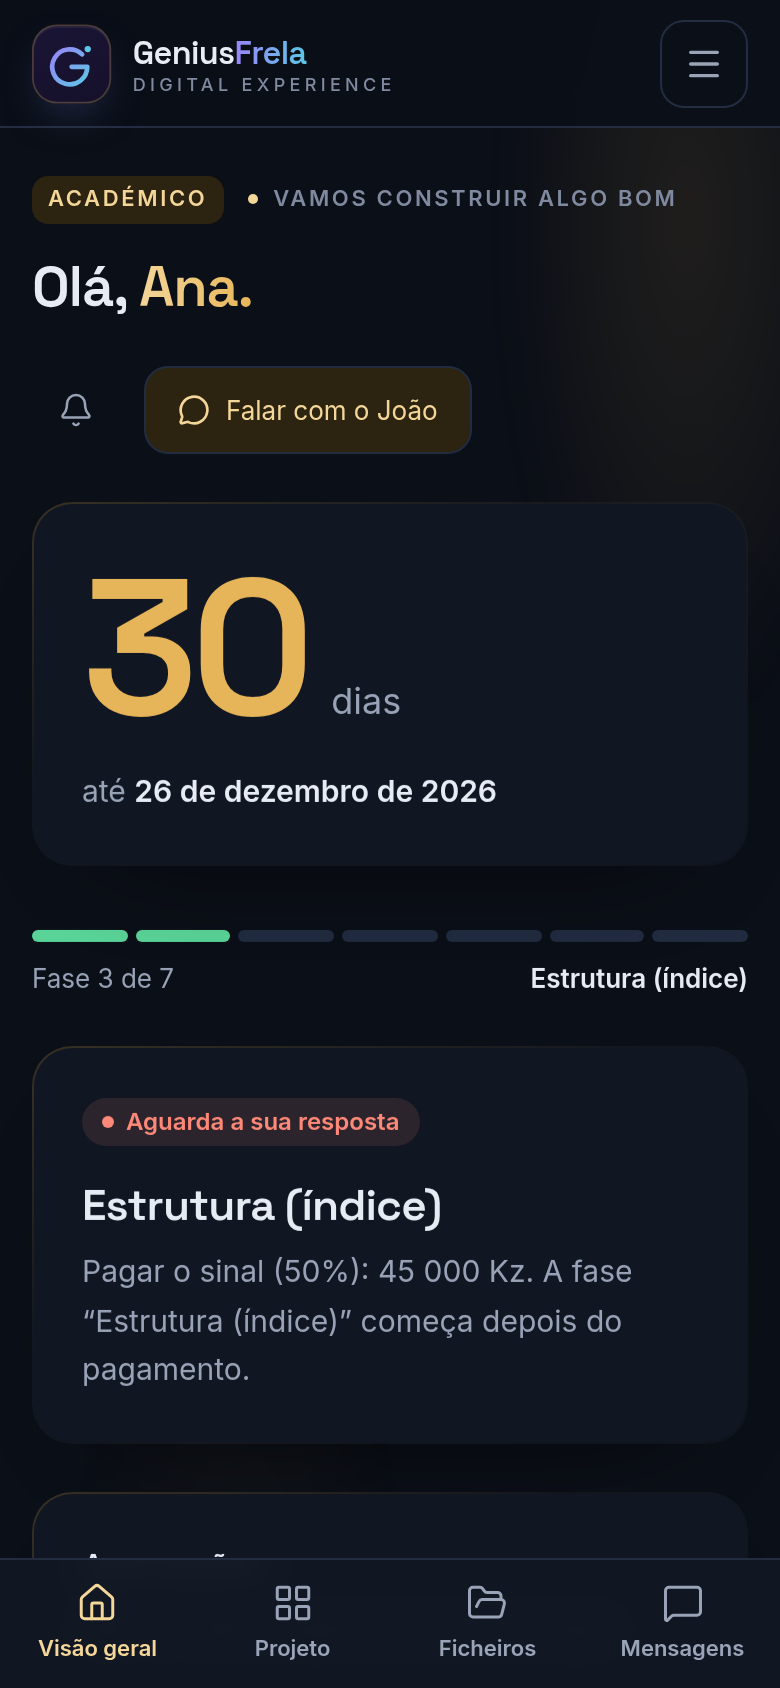 GeniusFrela
DIGITAL EXPERIENCE
ACADÉMICO
VAMOS CONSTRUIR ALGO BOM
Olá, Ana.
Falar com o João
30 dias
até 26 de dezembro de 2026
Fase 3 de 7
Estrutura (índice)
Aguarda a sua resposta
Estrutura (índice)
Pagar o sinal (50%): 45 000 Kz. A fase
“Estrutura (índice)” começa depois do
pagamento.
Visão geral
Projeto
Ficheiros
Mensagens